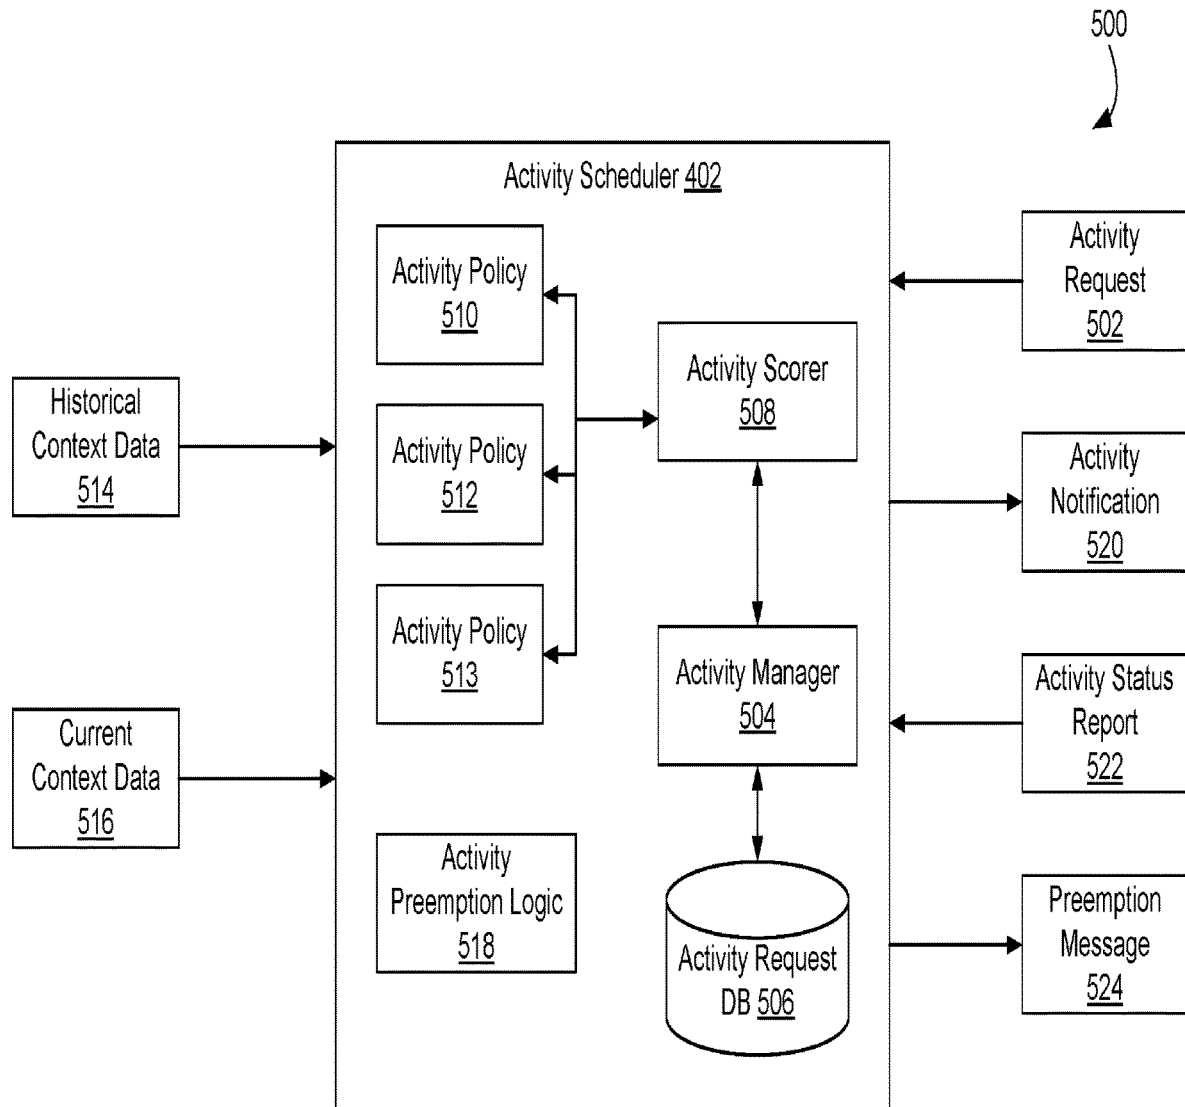 500
Activity Scheduler 402
Activity Policy
510
Activity Policy
512
Activity Policy
513
Activity
Preemption Logic
518
Activity Scorer
508
Activity Manager
504
Activity Request
DB 506
Historical
Context Data
514
Current
Context Data
516
Activity
Request
502
Activity
Notification
520
Activity Status
Report
522
Preemption
Message
524